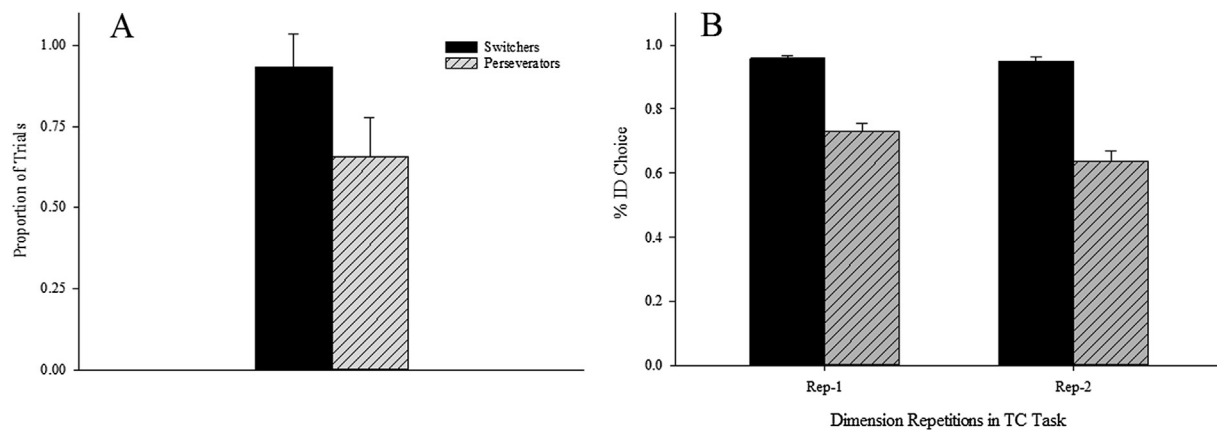 A
1.00
0.75
0.50
0.25
0.00
Proportion of Trials
Switchers
Perseverators
B
1.0
0.8
0.6
0.4
0.2
0.0
% ID Choice
Rep-1
Rep-2
Dimension Repetitions in TC Task